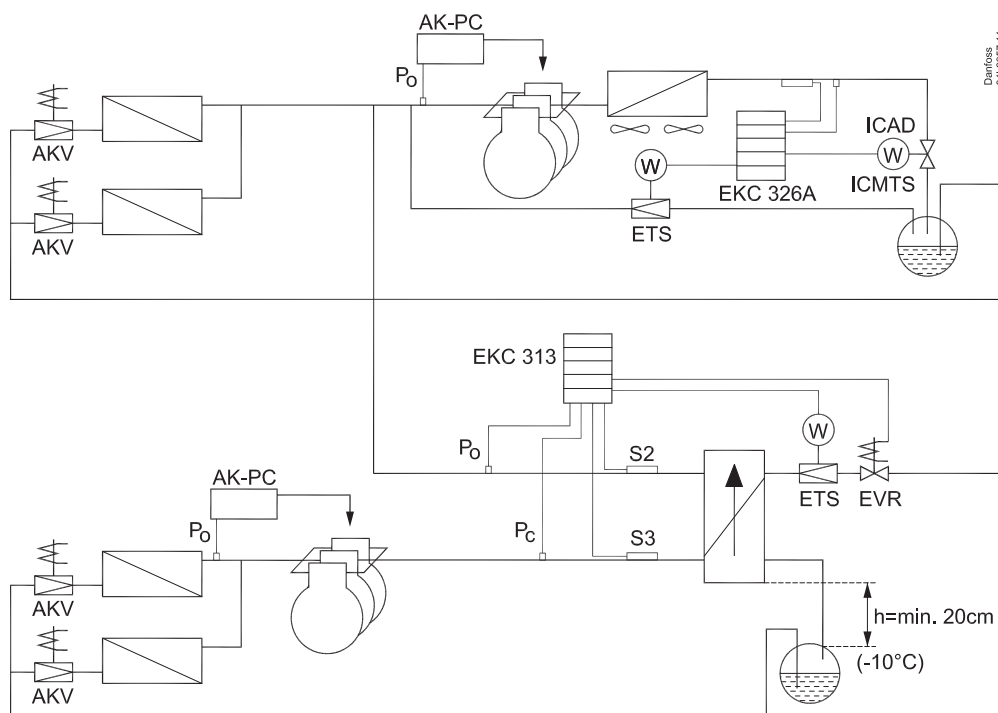 AK-PC
Po
Danfoss
AKV
ICAD
W
W
ICMTS
EKC 326A
AKV
ETS
EKC 313
Po
S2
W
AK-PC
ETS
EVR
Po
Pc
S3
AKV
h=min. 20cm
(-10°C)
AKV